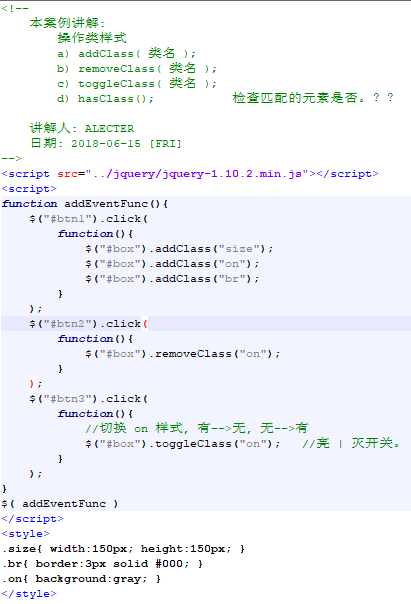 <!--
    本案例讲解:
        操作类样式
        a) addClass( 类名 );
        b) removeClass( 类名 );
        c) toggleClass( 类名 );
        d) hasClass();           检查匹配的元素是否。？？
    讲解人: ALECTER
    日期: 2018-06-15 [FRI]
-->
<script src="../jquery/jquery-1.10.2.min.js"></script>
<script>
function addEventFunc(){
    $("#btn1").click(
        function(){
            $("#box").addClass("size");
            $("#box").addClass("on");
            $("#box").addClass("br");
        }
    );
    $("#btn2").click(
        function(){
            $("#box").removeClass("on");
        }
    );
    $("#btn3").click(
        function(){
            //切换 on 样式, 有-->无, 无-->有
            $("#box").toggleClass("on");   //亮 | 灭开关。
        }
    );
}
$( addEventFunc )
</script>
<style>
.size{ width:150px; height:150px; }
.br{ border:3px solid #000; }
.on{ background:gray; }
</style>